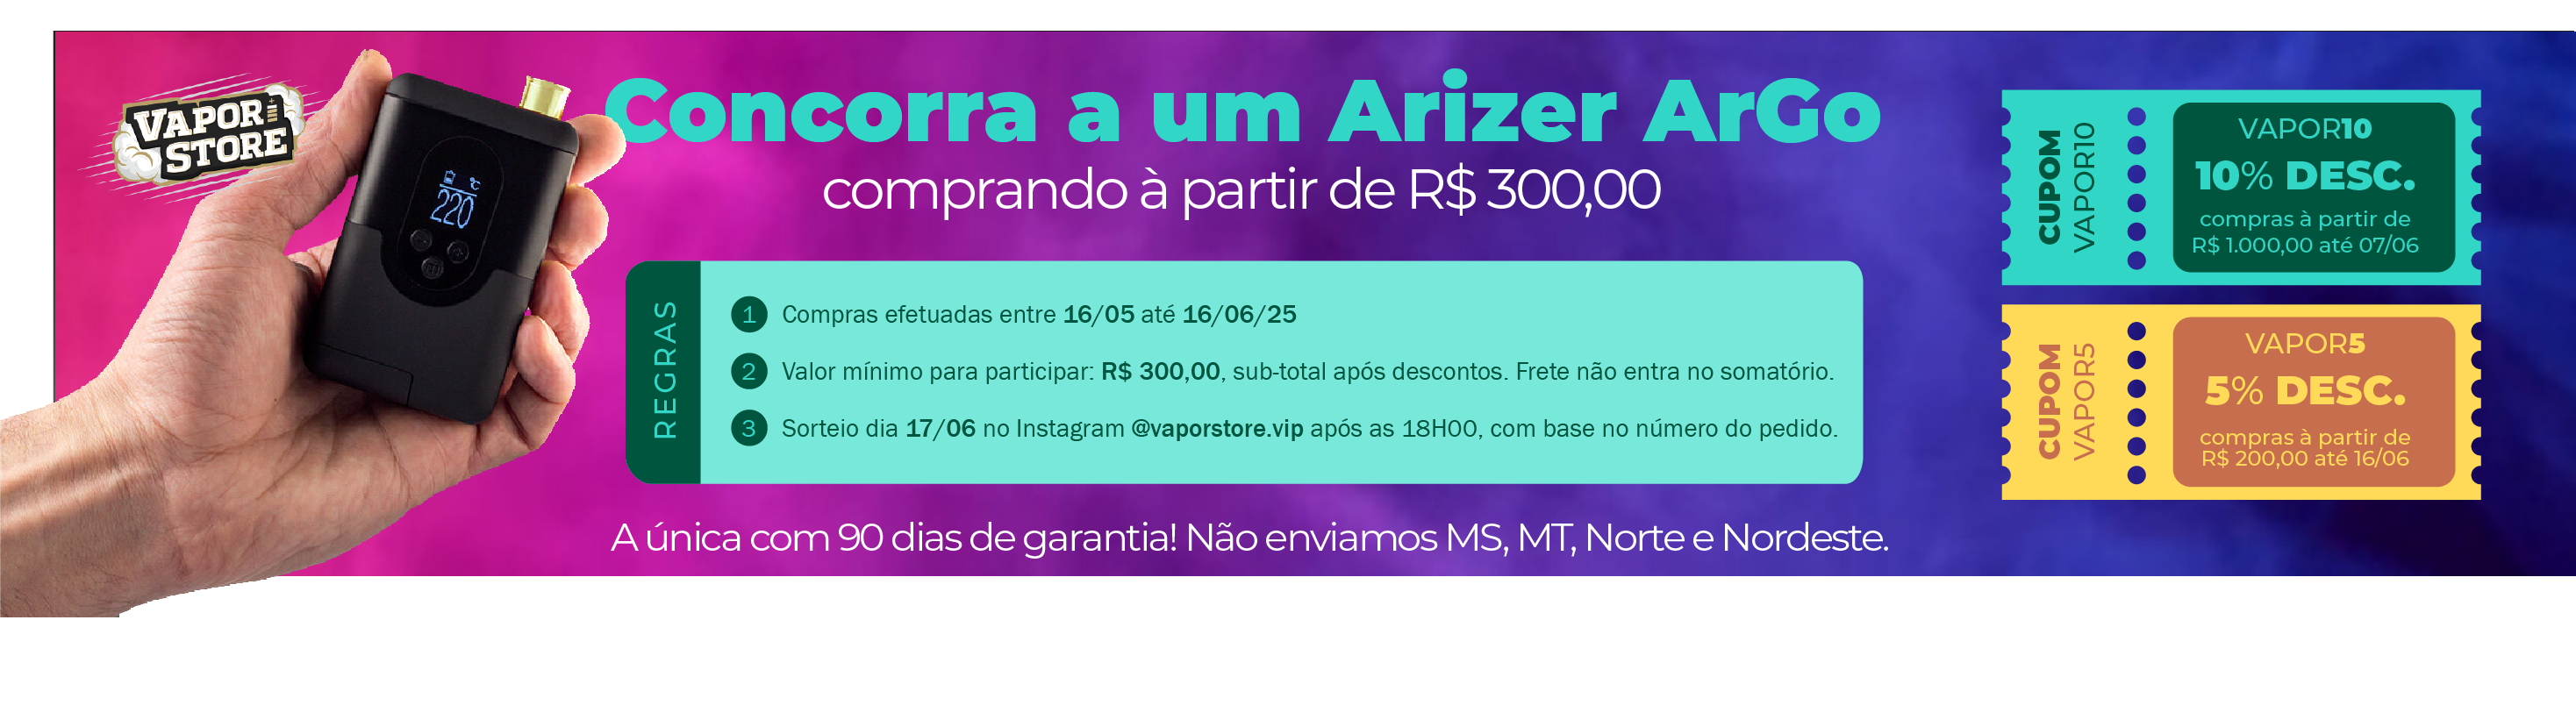 VAPOR
STORE
220
°C
Concorra a um Arizer ArGo
comprando à partir de R$ 300,00
REGRAS
1 Compras efetuadas entre 16/05 até 16/06/25
2 Valor mínimo para participar: R$ 300,00, sub-total após descontos. Frete não entra no somatório.
3 Sorteio dia 17/06 no Instagram @vaporstore.vip após as 18H00, com base no número do pedido.
A única com 90 dias de garantia! Não enviamos MS, MT, Norte e Nordeste.
CUPOM
VAPOR10
VAPOR10
10% DESC.
compras à partir de
R$ 1.000,00 até 07/06
CUPOM
VAPOR5
VAPOR5
5% DESC.
compras à partir de
R$ 200,00 até 16/06